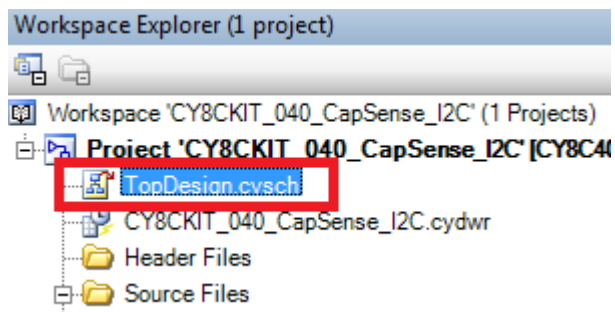 Workspace Explorer (1 project)
Workspace 'CY8CKIT_040_CapSense_I2C' (1 Projects)
Project 'CY8CKIT_040_CapSense_I2C' [CY8C40
TopDesign.cysch
CY8CKIT_040_CapSense_I2C.cydwr
Header Files
Source Files